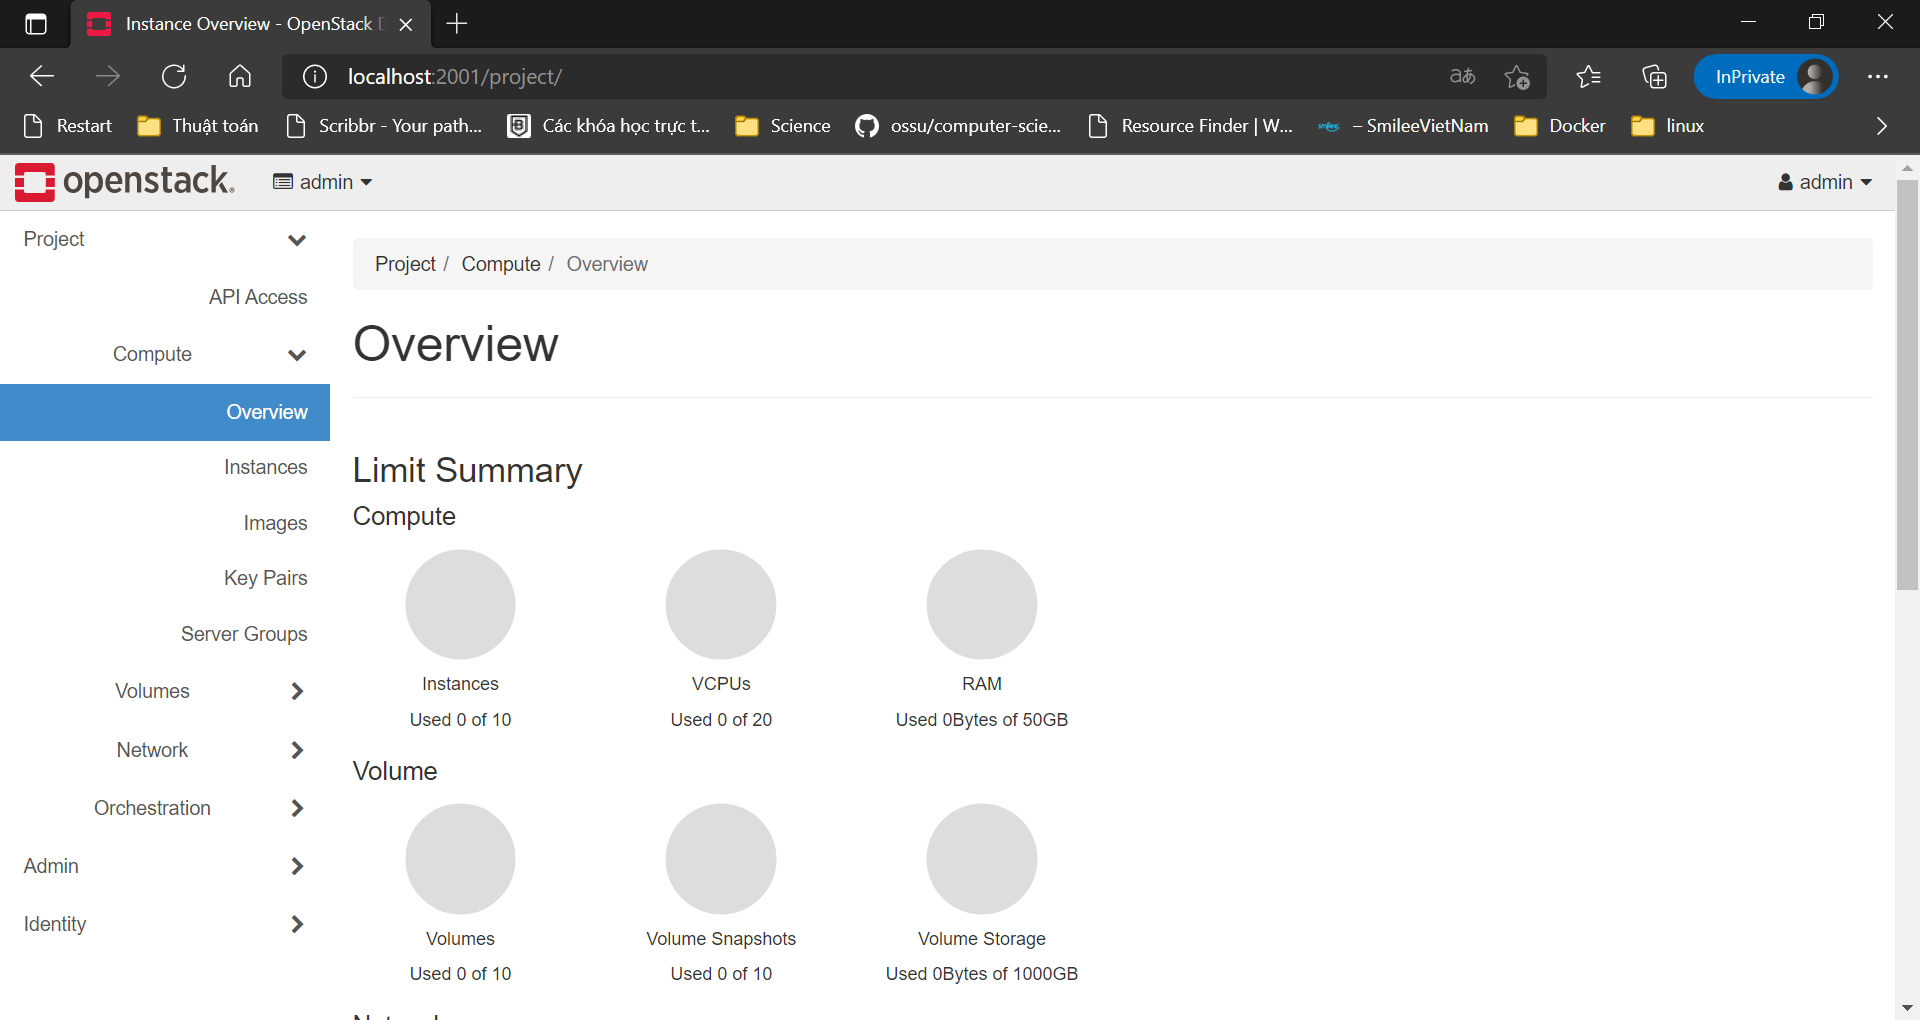 Instance Overview - OpenStack D
localhost:2001/project/
InPrivate
Restart
Thuật toán
Scribbr - Your path...
Các khóa học trực t...
Science
ossu/computer-scie...
Resource Finder | W...
smilee
– SmileeVietNam
Docker
linux
openstack.
admin
admin
Project
API Access
Compute
Overview
Instances
Images
Key Pairs
Server Groups
Volumes
Network
Orchestration
Admin
Identity
Project / Compute / Overview
Overview
Limit Summary
Compute
Instances
Used 0 of 10
VCPUs
Used 0 of 20
RAM
Used 0Bytes of 50GB
Volume
Volumes
Used 0 of 10
Volume Snapshots
Used 0 of 10
Volume Storage
Used 0Bytes of 1000GB